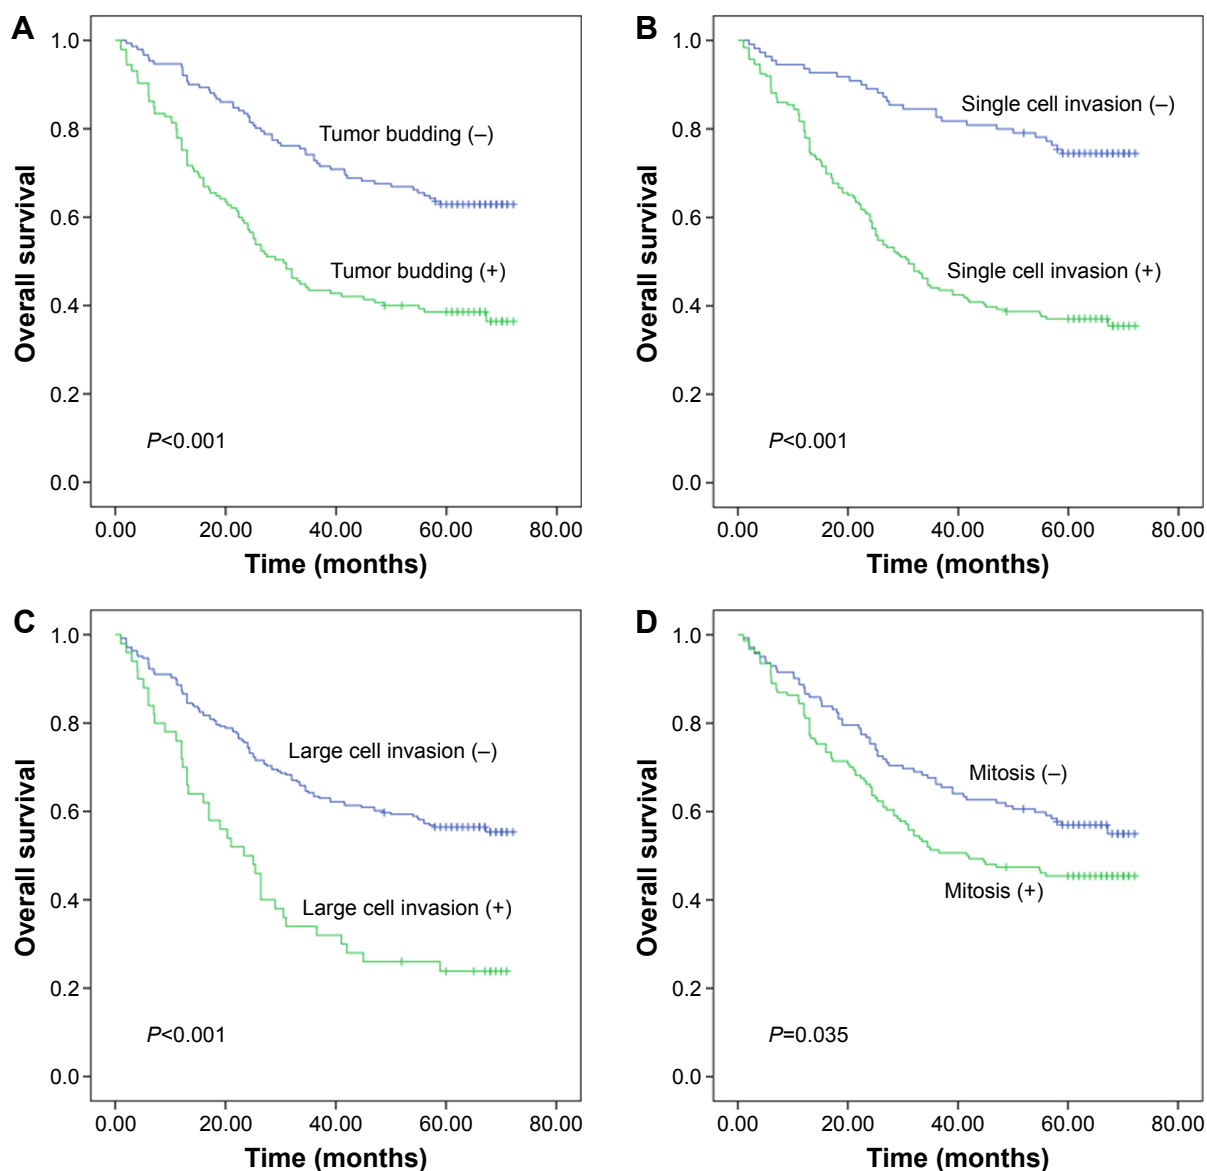 A
Overall survival
1.0
0.8
0.6
0.4
0.2
0.0
Tumor budding (–)
Tumor budding (+)
P<0.001
0.00 20.00 40.00 60.00 80.00
Time (months)
B
Overall survival
1.0
0.8
0.6
0.4
0.2
0.0
Single cell invasion (–)
Single cell invasion (+)
P<0.001
0.00 20.00 40.00 60.00 80.00
Time (months)
C
Overall survival
1.0
0.8
0.6
0.4
0.2
0.0
Large cell invasion (–)
Large cell invasion (+)
P<0.001
0.00 20.00 40.00 60.00 80.00
Time (months)
D
Overall survival
1.0
0.8
0.6
0.4
0.2
0.0
Mitosis (–)
Mitosis (+)
P=0.035
0.00 20.00 40.00 60.00 80.00
Time (months)